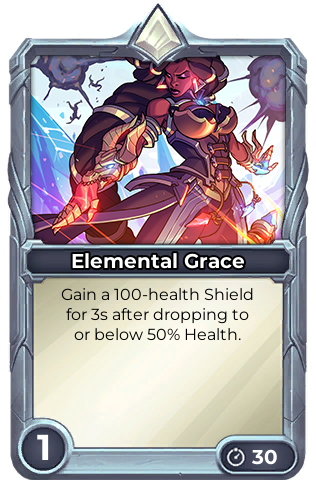 Elemental Grace
Gain a 100-health Shield
for 3s after dropping to
or below 50% Health.
1
30